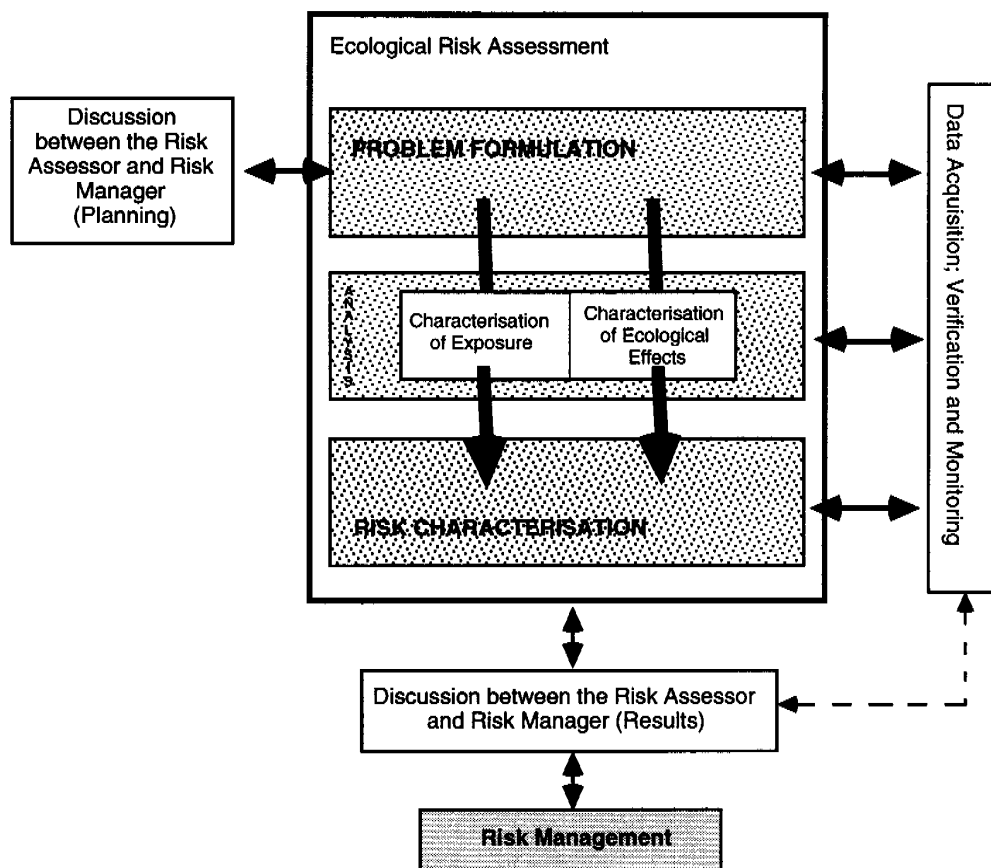 Ecological Risk Assessment
Discussion
between the Risk
Assessor and Risk
Manager
(Planning)
PROBLEM FORMULATION
ANALYSIS
Characterisation
of Exposure
Characterisation
of Ecological
Effects
RISK CHARACTERISATION
Data Acquisition; Verification and Monitoring
Discussion between the Risk Assessor
and Risk Manager (Results)
Risk Management